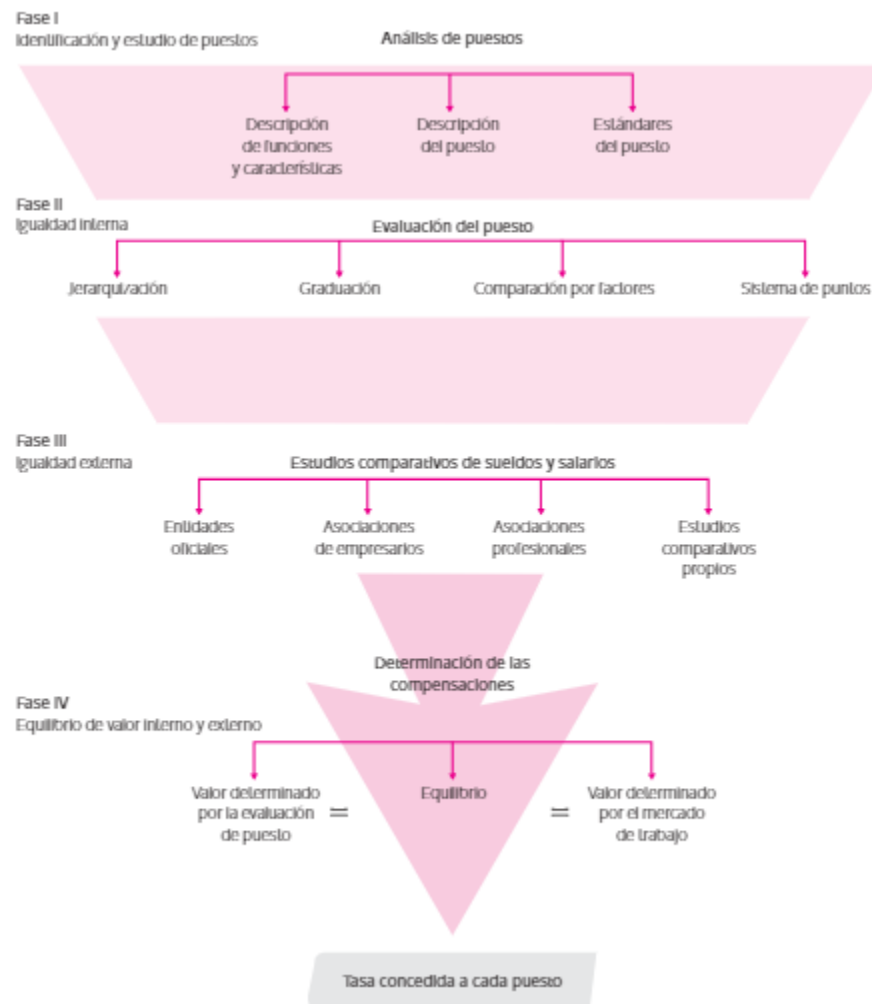 Fase I
Identificación y estudio de puestos
Análisis de puestos
Descripción
de funciones
y características
Descripción
del puesto
Estándares
del puesto
Fase II
Igualdad interna
Evaluación del puesto
Jerarquización
Graduación
Comparación por factores
Sistema de puntos
Fase III
Igualdad externa
Estudios comparativos de sueldos y salarios
Entidades
oficiales
Asociaciones
de empresarios
Asociaciones
profesionales
Estudios
comparativos
propios
Determinación de las
compensaciones
Fase IV
Equilibrio de valor interno y externo
Valor determinado
por la evaluación
de puesto
=
Equilibrio
=
Valor determinado
por el mercado
de trabajo
Tasa concedida a cada puesto